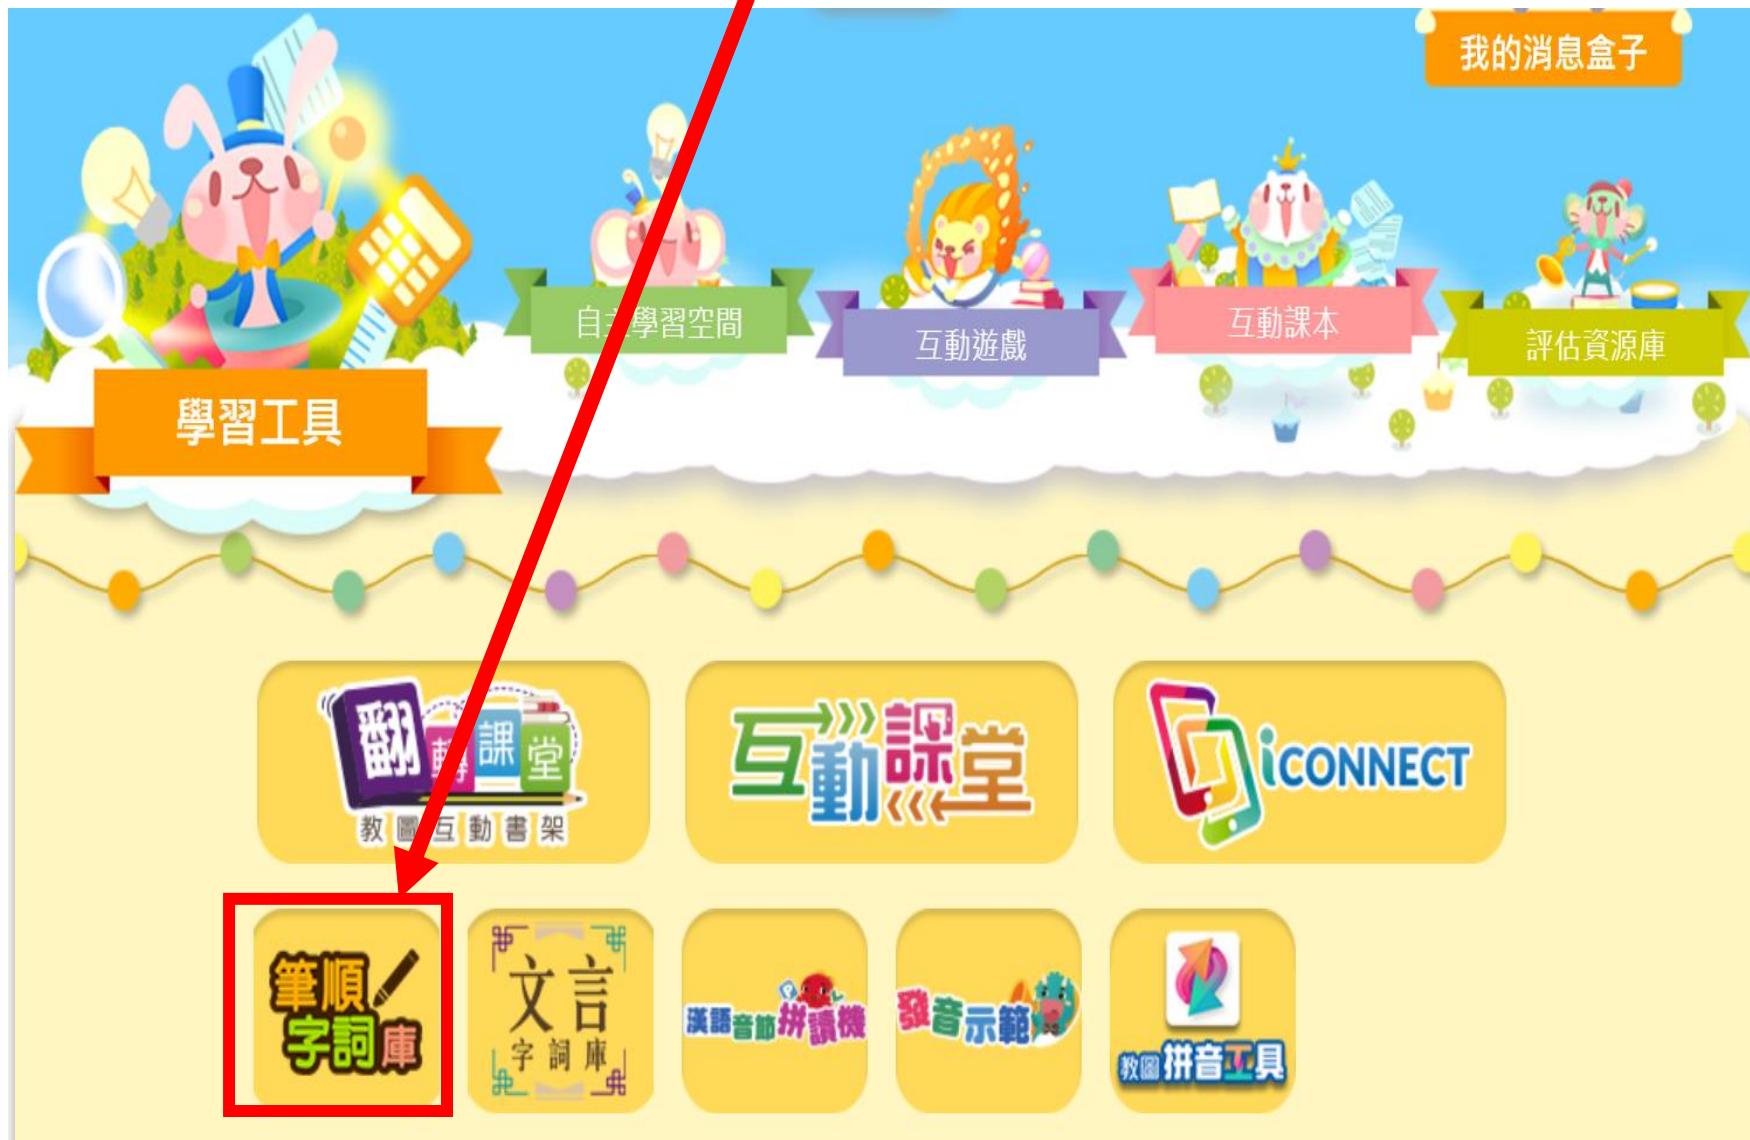 我的消息盒子
自主學習空間
互動遊戲
互動課本
評估資源庫
學習工具
翻轉課堂
教圖互動書架
互動課堂
iCONNECT
筆順
字詞庫
文言
字詞庫
漢語音節拼讀機
發音示範
教圖拼音工具